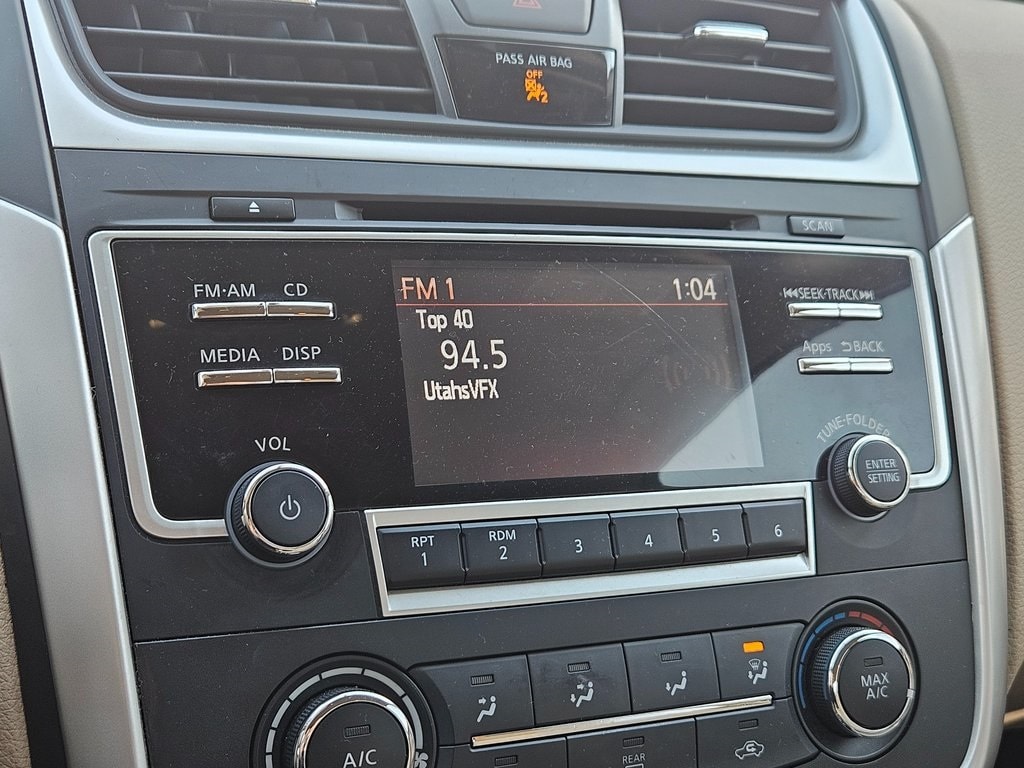 PASS AIR BAG
OFF
2
SCAN
FM·AM CD
FM 1 1:04
SEEK·TRACK
Top 40
94.5
UtahsVFX
MEDIA DISP
Apps BACK
VOL
TUNE·FOLDER
ENTER
SETTING
RPT
1
RDM
2
3
4
5
6
MAX
A/C
A/C
REAR